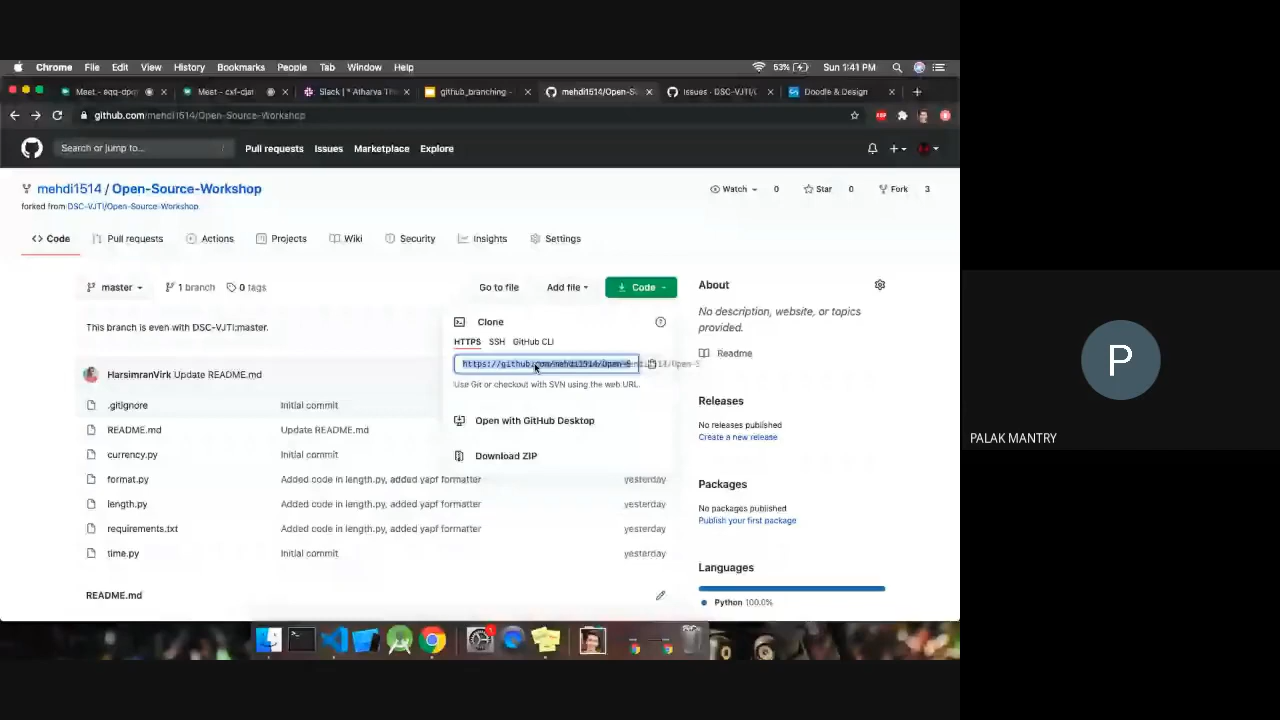 Chrome File Edit View History Bookmarks People Tab Window Help 53% Sun 1:41 PM
Meet - Meet - Slack | * Atharva github_branching - mehdi1514/Open-S Issues - DSC-VJTI/ Doodle & Design
github.com/mehdi1514/Open-Source-Workshop
Search or jump to... / Pull requests Issues Marketplace Explore
mehdi1514 / Open-Source-Workshop Watch 0 Star 0 Fork 3
forked from DSC-VJTI/Open-Source-Workshop
Code Pull requests Actions Projects Wiki Security Insights Settings
master 1 branch 0 tags Go to file Add file Code About
No description, website, or topics
provided.
Readme
This branch is even with DSC-VJTI:master.
Clone
HTTPS SSH GitHub CLI
https://github.com/mehdi1514/Open-S
Use Git or checkout with SVN using the web URL.
Open with GitHub Desktop
Download ZIP
HarsimranVirk Update README.md
.gitignore Initial commit
README.md Update README.md
currency.py Initial commit
format.py Added code in length.py, added yapf formatter yesterday
length.py Added code in length.py, added yapf formatter yesterday
requirements.txt Added code in length.py, added yapf formatter yesterday
time.py Initial commit yesterday
README.md
Releases
No releases published
Create a new release
Packages
No packages published
Publish your first package
Languages
Python 100.0%
P
PALAK MANTRY